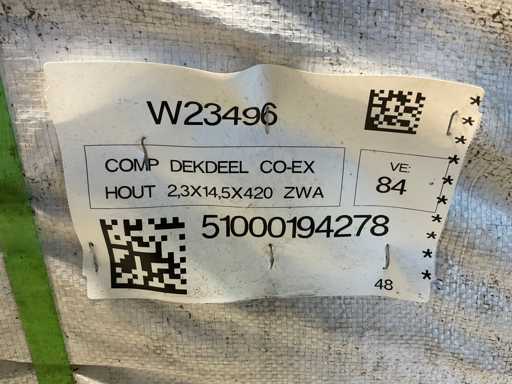 W23496
COMP DEKDEEL CO-EX
HOUT 2,3X14,5X420 ZWA
VE:
84
51000194278
48
* * * * * * * * * *